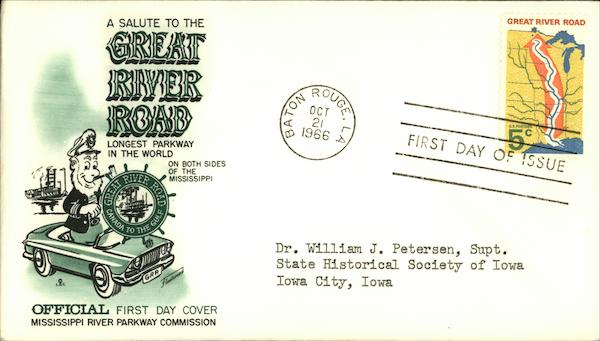 A SALUTE TO THE
GREAT
RIVER
ROAD
LONGEST PARKWAY
IN THE WORLD
ON BOTH SIDES
OF THE
MISSISSIPPI
GREAT RIVER ROAD
CANADA TO THE GULF
GRR
OFFICIAL FIRST DAY COVER
MISSISSIPPI RIVER PARKWAY COMMISSION
BATON ROUGE, LA
OCT
21
1966
FIRST DAY OF ISSUE
GREAT RIVER ROAD
U.S. POSTAGE
5c
Dr. William J. Petersen, Supt.
State Historical Society of Iowa
Iowa City, Iowa